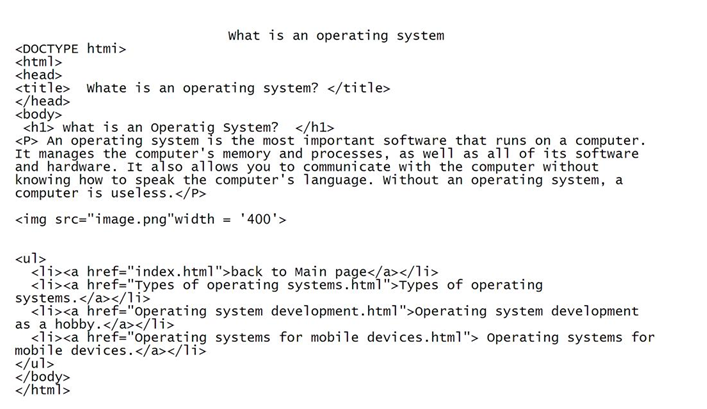 What is an operating system
<DOCTYPE htmi>
<html>
<head>
<title>  Whate is an operating system? </title>
</head>
<body>
 <h1> what is an Operatig System?  </h1>
<P> An operating system is the most important software that runs on a computer.
It manages the computer's memory and processes, as well as all of its software
and hardware. It also allows you to communicate with the computer without
knowing how to speak the computer's language. Without an operating system, a
computer is useless.</P>
<img src="image.png"width = '400'>
<ul>
  <li><a href="index.html">back to Main page</a></li>
  <li><a href="Types of operating systems.html">Types of operating
systems.</a></li>
  <li><a href="Operating system development.html">Operating system development
as a hobby.</a></li>
  <li><a href="Operating systems for mobile devices.html"> Operating systems for
mobile devices.</a></li>
</ul>
</body>
</html>